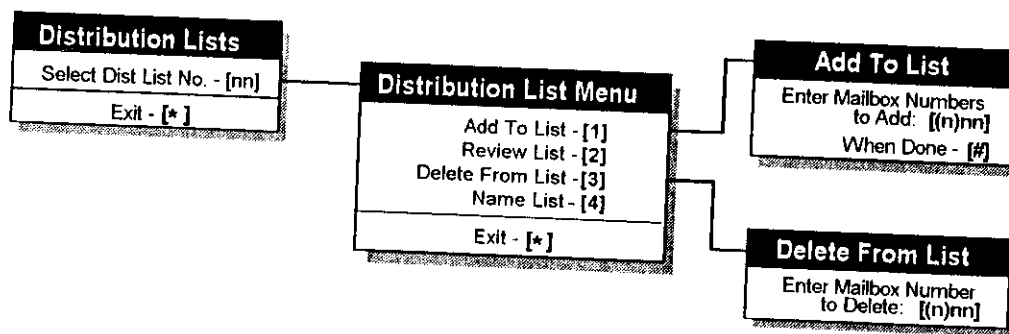 Distribution Lists
Select Dist List No. - [nn]
Exit - [*]
Distribution List Menu
Add To List - [1]
Review List - [2]
Delete From List - [3]
Name List - [4]
Exit - [*]
Add To List
Enter Mailbox Numbers
to Add: [(n)nn]
When Done - [#]
Delete From List
Enter Mailbox Number
to Delete: [(n)nn]